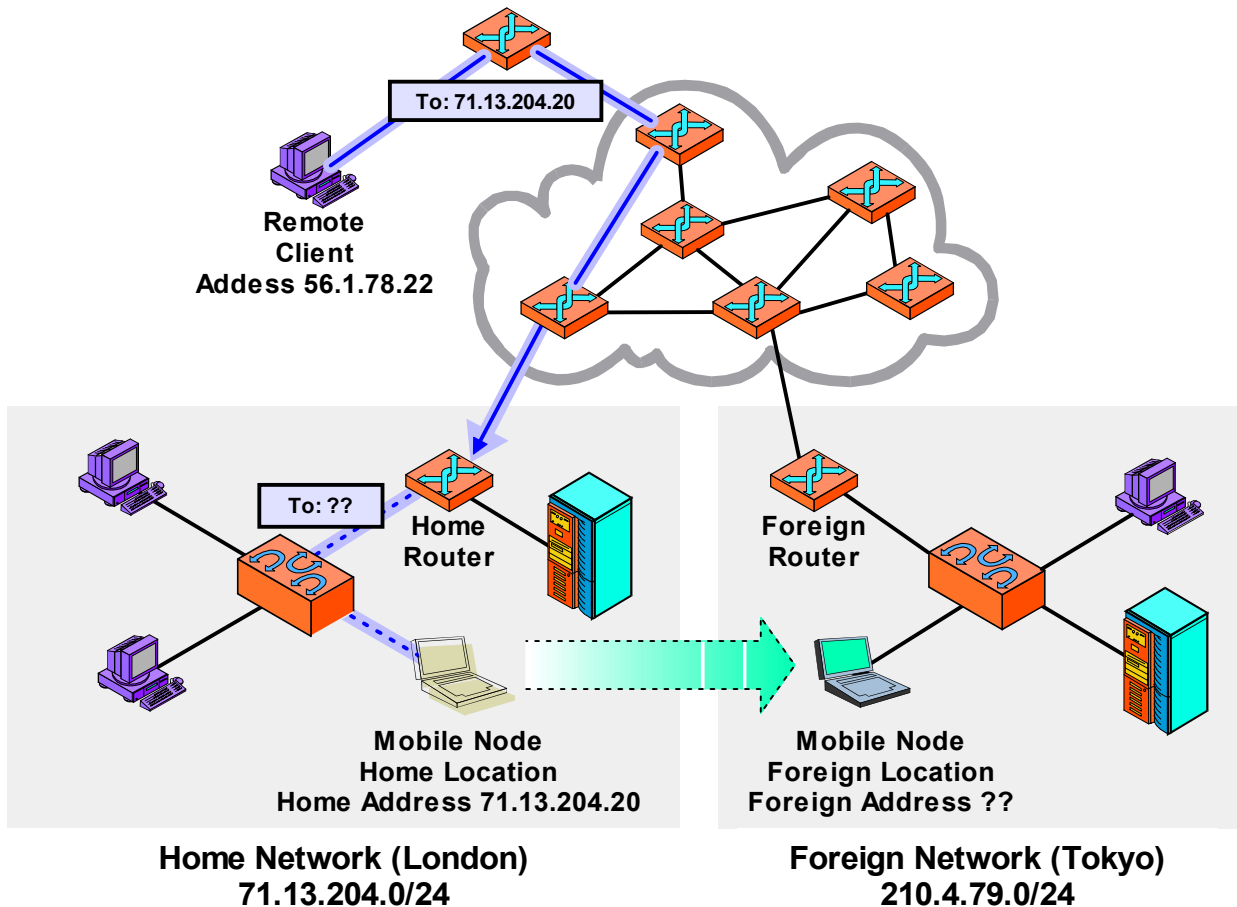 To: 71.13.204.20
Remote
Client
Addess 56.1.78.22
To: ??
Home
Router
Foreign
Router
Mobile Node
Home Location
Home Address 71.13.204.20
Mobile Node
Foreign Location
Foreign Address ??
Home Network (London)
71.13.204.0/24
Foreign Network (Tokyo)
210.4.79.0/24